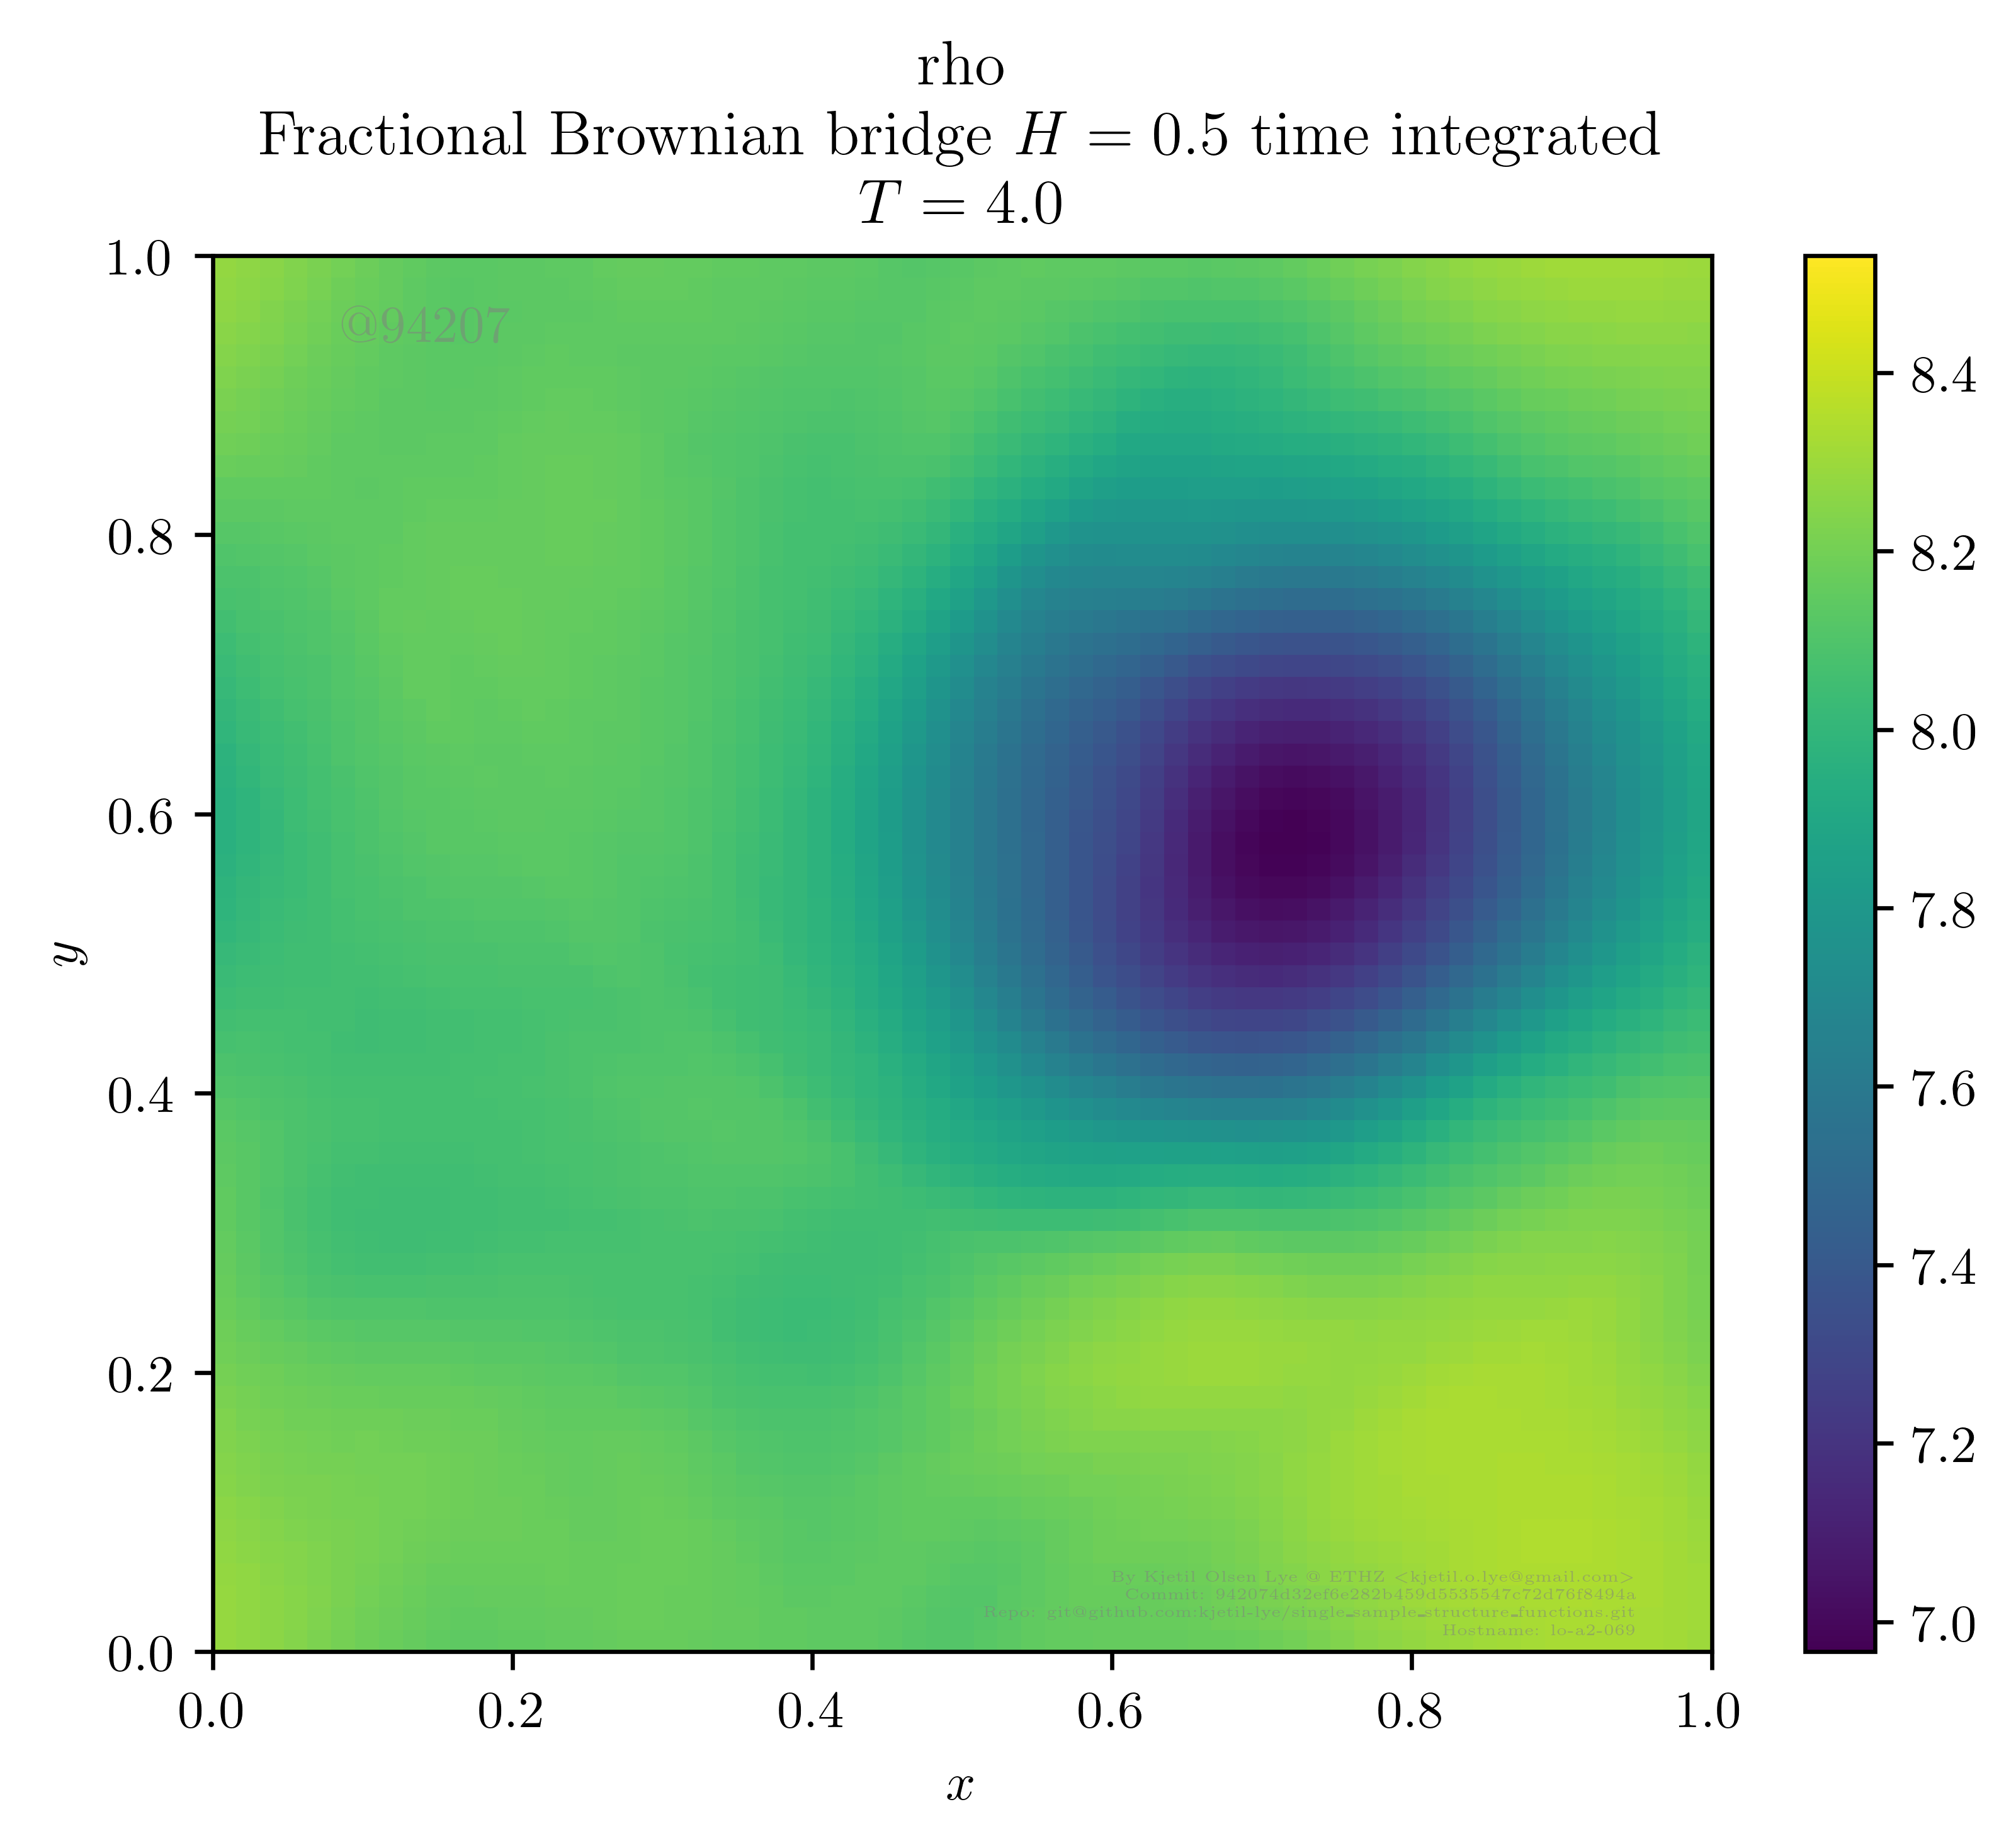 rho
Fractional Brownian bridge H = 0.5 time integrated
T = 4.0
1.0
0.8
0.6
0.4
0.2
0.0
y
@94207
By Kjetil Olsen Lye @ ETHZ <kjetil.o.lye@gmail.com>
Commit: 942074d32ef6e282b459d5535547c72d76f8494a
Repo: git@github.com:kjetil-lye/single_sample_structure_functions.git
Hostname: lo-a2-069
0.0 0.2 0.4 0.6 0.8 1.0
x
8.4
8.2
8.0
7.8
7.6
7.4
7.2
7.0